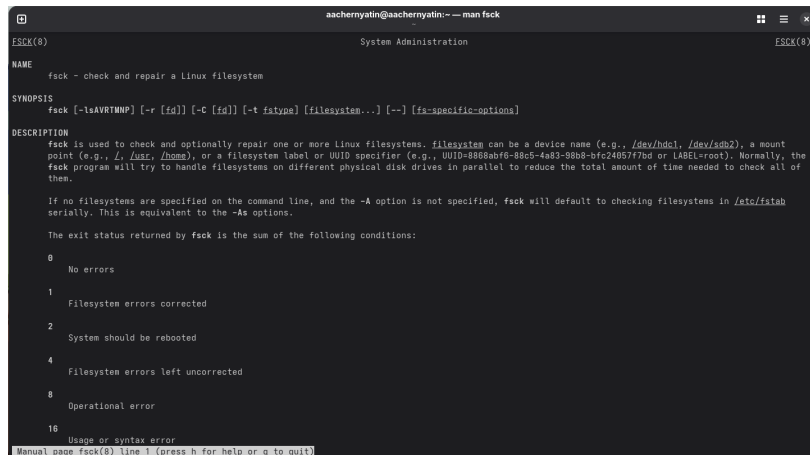 aachernyatin@aachernyatin:~ — man fsck
~
FSCK(8) System Administration FSCK(8)
NAME
fsck - check and repair a Linux filesystem
SYNOPSIS
fsck [-lsAVRTMNP] [-r [fd]] [-C [fd]] [-t fstype] [filesystem...] [--] [fs-specific-options]
DESCRIPTION
fsck is used to check and optionally repair one or more Linux filesystems. filesystem can be a device name (e.g., /dev/hdc1, /dev/sdb2), a mount
point (e.g., /, /usr, /home), or a filesystem label or UUID specifier (e.g., UUID=8868abf6-88c5-4a83-98b8-bfc24057f7bd or LABEL=root). Normally, the
fsck program will try to handle filesystems on different physical disk drives in parallel to reduce the total amount of time needed to check all of
them.
If no filesystems are specified on the command line, and the -A option is not specified, fsck will default to checking filesystems in /etc/fstab
serially. This is equivalent to the -As options.
The exit status returned by fsck is the sum of the following conditions:
0
No errors
1
Filesystem errors corrected
2
System should be rebooted
4
Filesystem errors left uncorrected
8
Operational error
16
Usage or syntax error
Manual page fsck(8) line 1 (press h for help or q to quit)